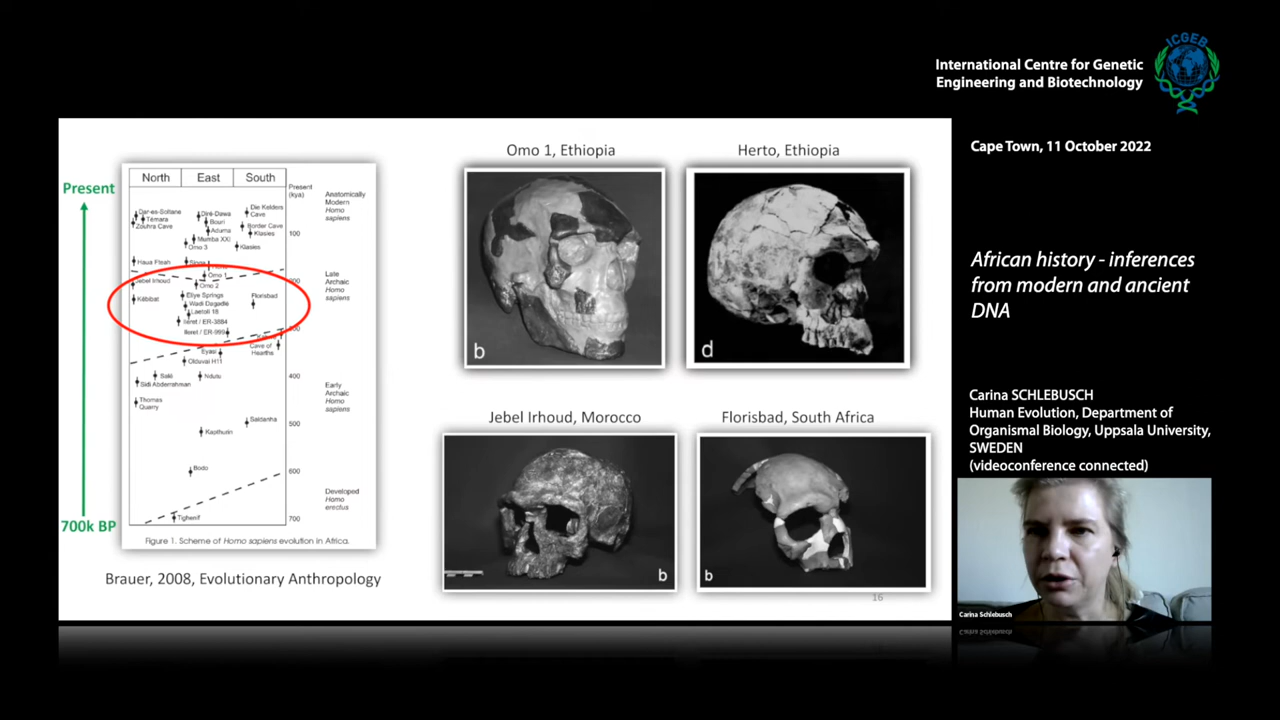 International Centre for Genetic
Engineering and Biotechnology
ICGEB
Cape Town, 11 October 2022
African history - inferences
from modern and ancient
DNA
Carina SCHLEBUSCH
Human Evolution, Department of
Organismal Biology, Uppsala University,
SWEDEN
(videoconference connected)
Carina Schlebusch
Present
700k BP
North East South
Present
(kya)
Anatomically
Modern
Homo
sapiens
Dar-es-Soltane
Témara
Zouhra Cave
Diré-Dawa
Bouri
Aduma
Mumba XXI
Omo 3
Die Kelders
Cave
Border Cave
Klasies
Klasies
100
Haua Fteah
Singa
Omo 1
Jebel Irhoud
Omo 2
Kébibat
Eliye Springs
Wadi Dagadlé
Laetoli 18
Ileret / ER-3884
Ileret / ER-999
Florisbad
Late
Archaic
Homo
sapiens
Cave of
Hearths
Eyasi
Olduvai H11
Salé
Sidi Abderrahman
Ndutu
400
Thomas
Quarry
Early
Archaic
Homo
sapiens
Kapthurin
Saldanha
500
Bodo
600
Developed
Homo
erectus
Tighenif
700
Figure 1. Scheme of Homo sapiens evolution in Africa.
Brauer, 2008, Evolutionary Anthropology
Omo 1, Ethiopia
b
Herto, Ethiopia
d
Jebel Irhoud, Morocco
b
Florisbad, South Africa
b
16